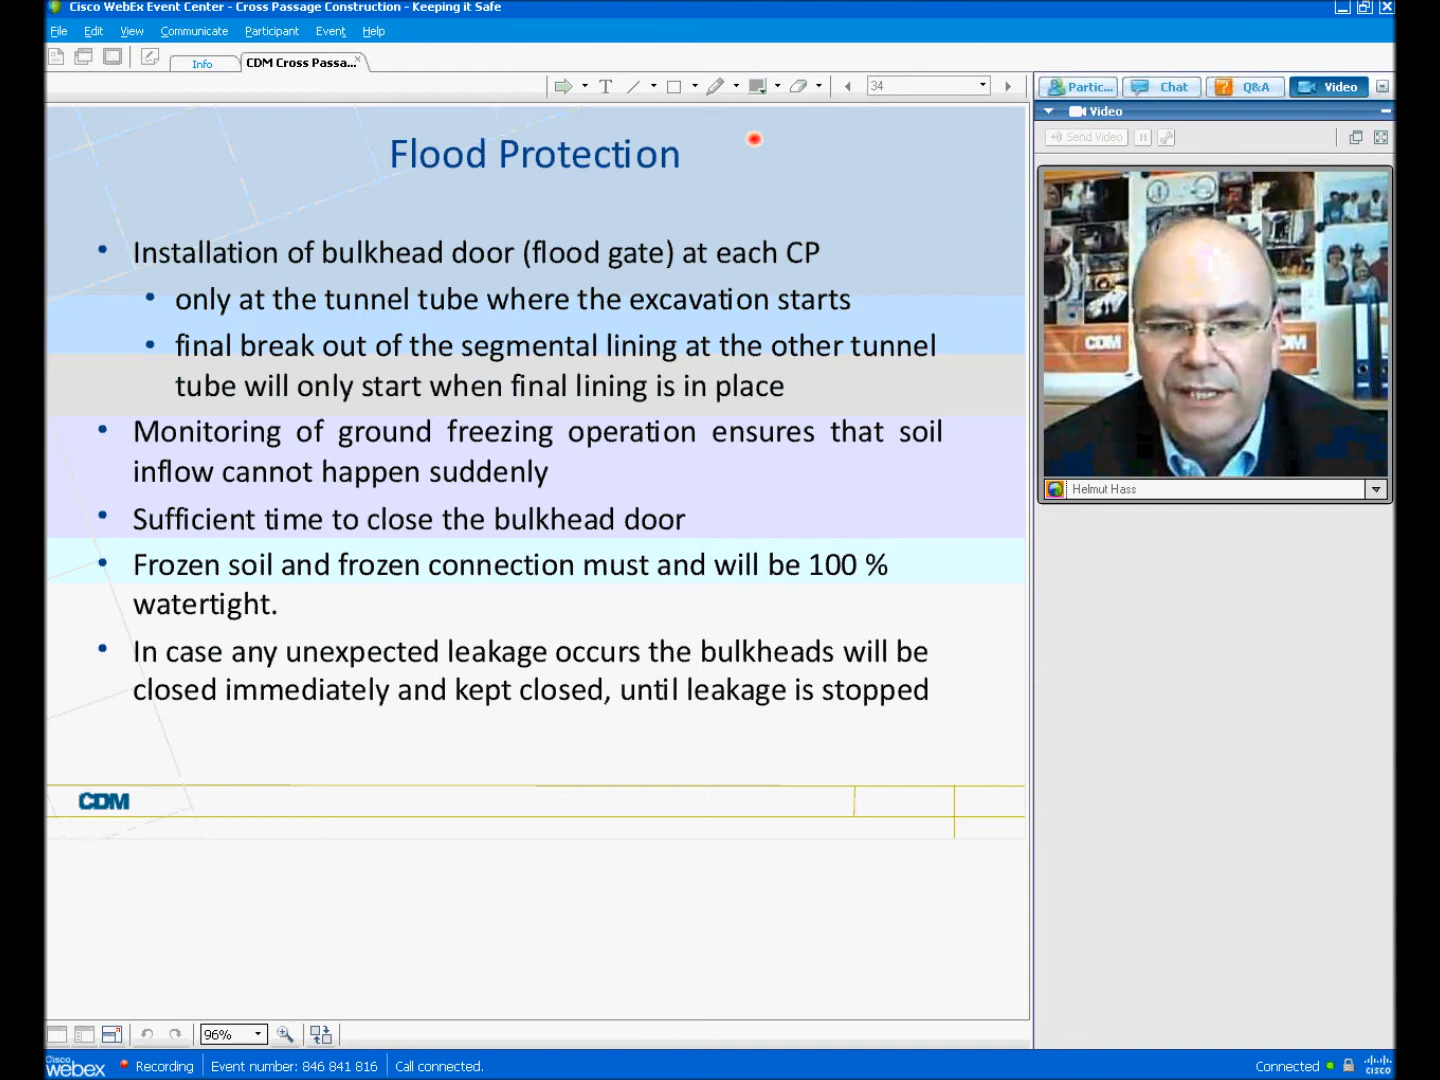 Cisco WebEx Event Center - Cross Passage Construction - Keeping it Safe
File Edit View Communicate Participant Event Help
Info CDM Cross Passa...
34
Partic... Chat Q&A Video
Video
Send Video
Flood Protection
• Installation of bulkhead door (flood gate) at each CP
• only at the tunnel tube where the excavation starts
• final break out of the segmental lining at the other tunnel
tube will only start when final lining is in place
• Monitoring of ground freezing operation ensures that soil
inflow cannot happen suddenly
• Sufficient time to close the bulkhead door
• Frozen soil and frozen connection must and will be 100 %
watertight.
• In case any unexpected leakage occurs the bulkheads will be
closed immediately and kept closed, until leakage is stopped
CDM
CDM
Helmut Hass
96%
Cisco webex Recording Event number: 846 841 816 Call connected. Connected cisco